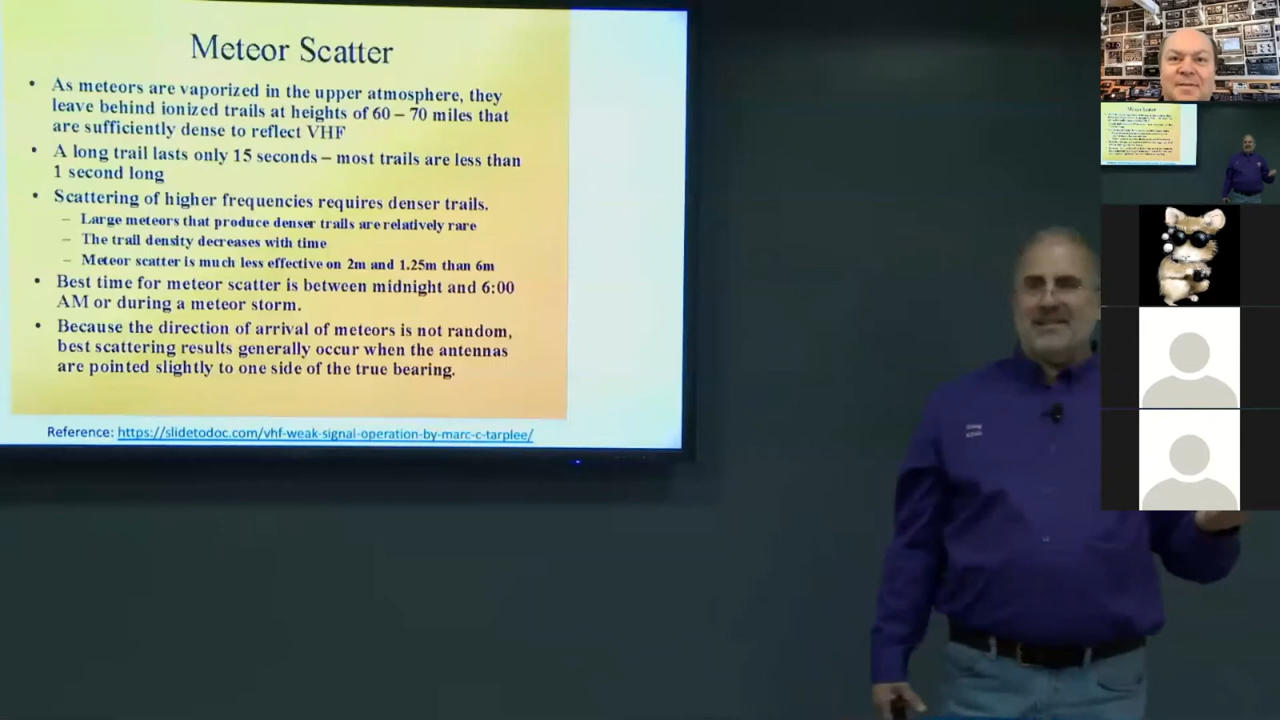 Meteor Scatter
• As meteors are vaporized in the upper atmosphere, they
leave behind ionized trails at heights of 60 – 70 miles that
are sufficiently dense to reflect VHF
• A long trail lasts only 15 seconds – most trails are less than
1 second long
• Scattering of higher frequencies requires denser trails.
– Large meteors that produce denser trails are relatively rare
– The trail density decreases with time
– Meteor scatter is much less effective on 2m and 1.25m than 6m
• Best time for meteor scatter is between midnight and 6:00
AM or during a meteor storm.
• Because the direction of arrival of meteors is not random,
best scattering results generally occur when the antennas
are pointed slightly to one side of the true bearing.
Reference: https://slidetodoc.com/vhf-weak-signal-operation-by-marc-c-tarplee/
Meteor Scatter